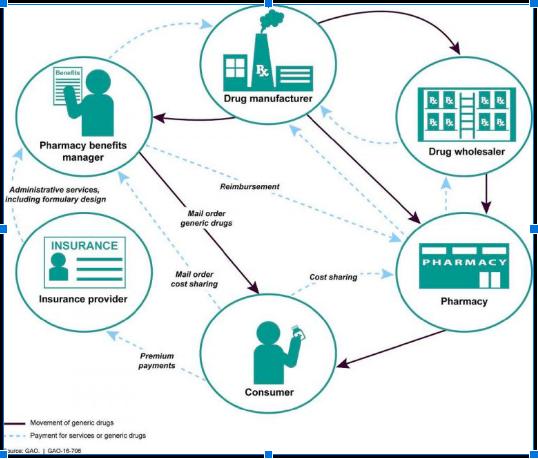 Benefits
Rx
Drug manufacturer
Rx Rx Rx Rx
Rx Rx Rx Rx
Drug wholesaler
Pharmacy benefits
manager
Administrative services,
including formulary design
Reimbursement
Mail order
generic drugs
INSURANCE
Insurance provider
Mail order
cost sharing
Cost sharing
PHARMACY
Pharmacy
Premium
payments
Consumer
Movement of generic drugs
Payment for services or generic drugs
Source: GAO. | GAO-16-706